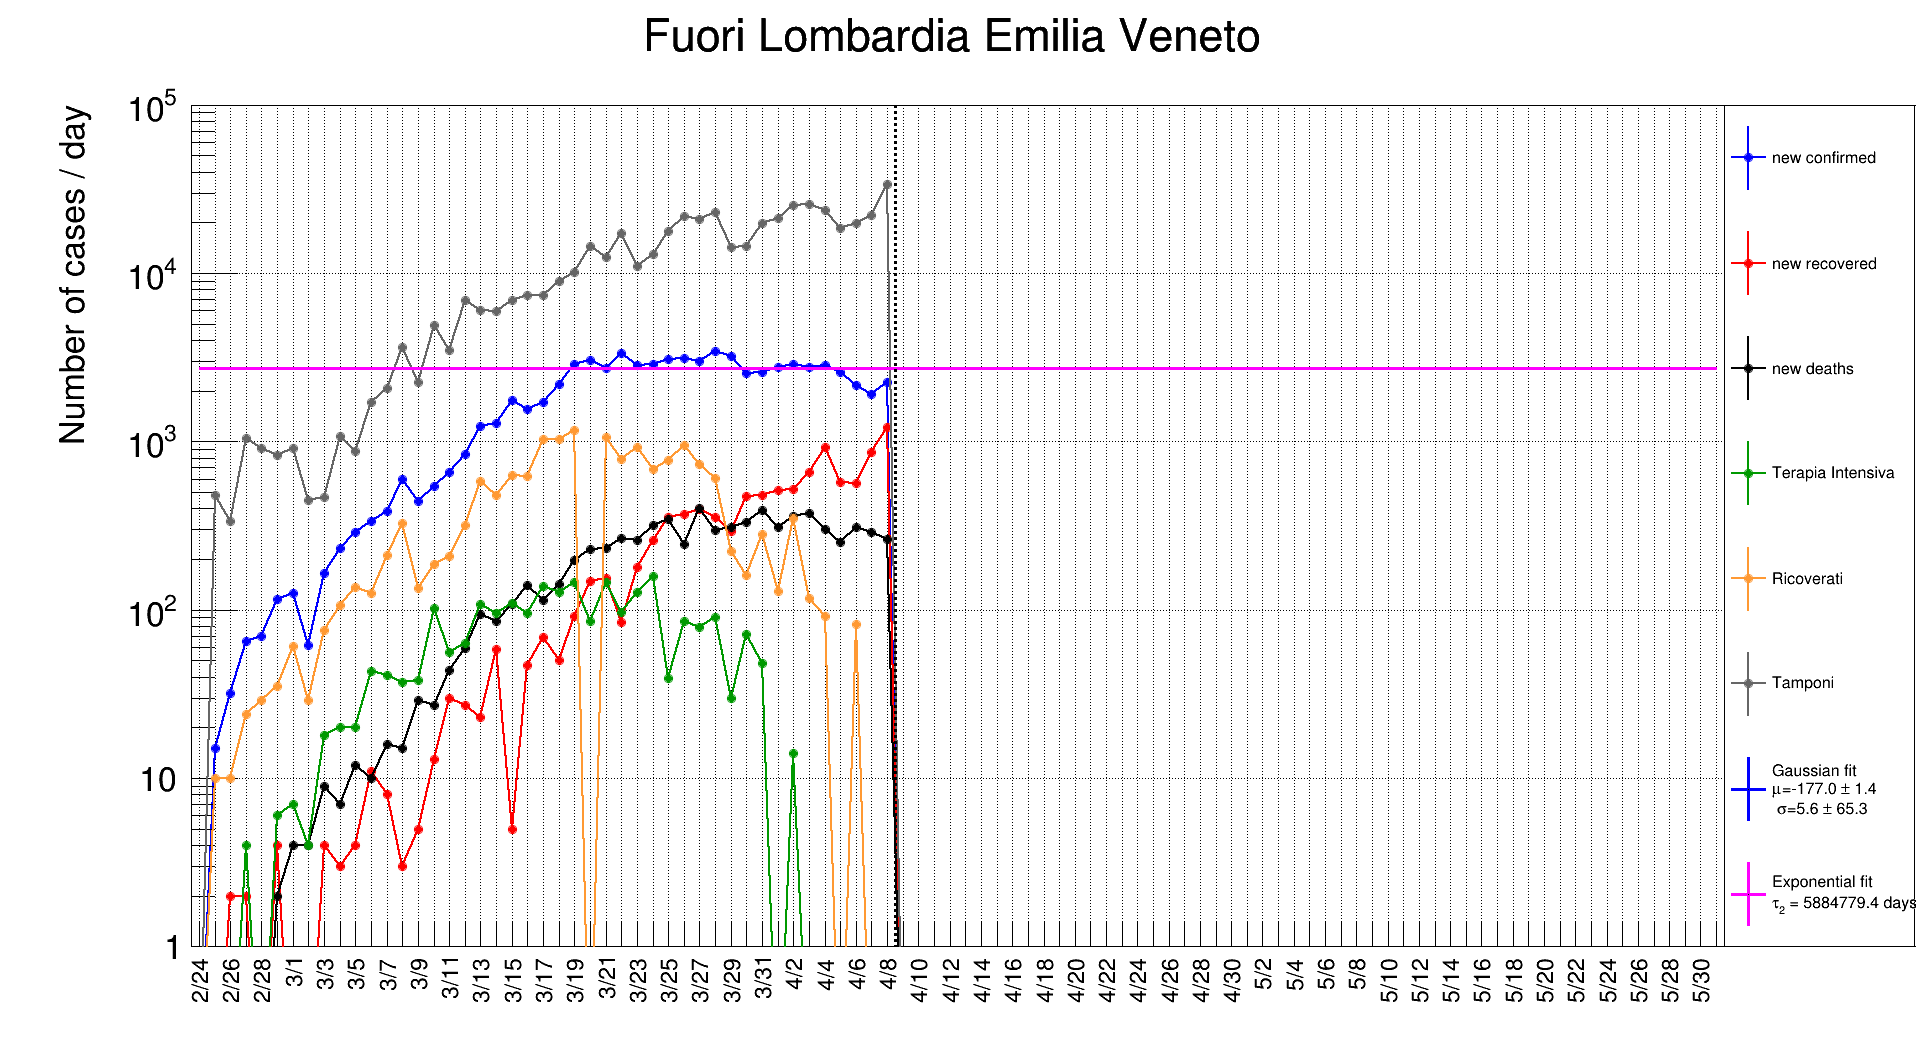 Fuori Lombardia Emilia Veneto
Number of cases / day
10^5
10^4
10^3
10^2
10
1
2/24 2/26 2/28 3/1 3/3 3/5 3/7 3/9 3/11 3/13 3/15 3/17 3/19 3/21 3/23 3/25 3/27 3/29 3/31 4/2 4/4 4/6 4/8 4/10 4/12 4/14 4/16 4/18 4/20 4/22 4/24 4/26 4/28 4/30 5/2 5/4 5/6 5/8 5/10 5/12 5/14 5/16 5/18 5/20 5/22 5/24 5/26 5/28 5/30
new confirmed
new recovered
new deaths
Terapia Intensiva
Ricoverati
Tamponi
Gaussian fit
μ=-177.0 ± 1.4
σ=5.6 ± 65.3
Exponential fit
τ₂ = 5884779.4 days